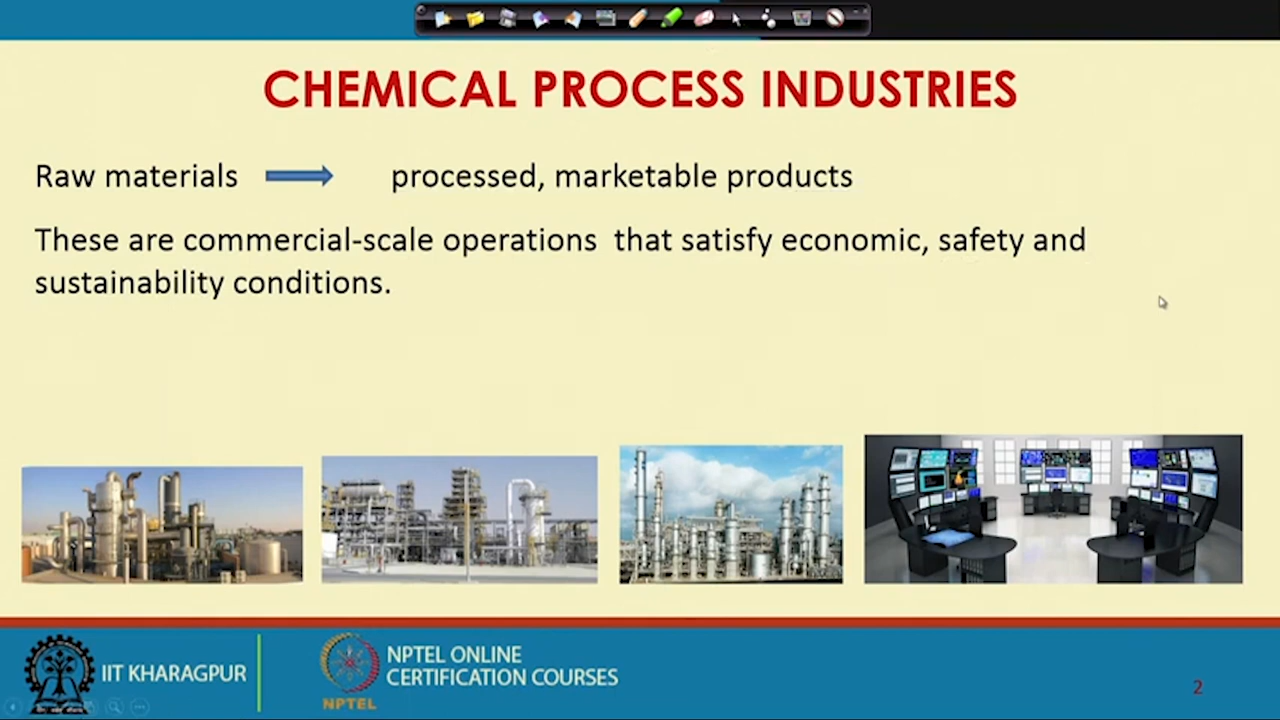 CHEMICAL PROCESS INDUSTRIES
Raw materials processed, marketable products
These are commercial-scale operations that satisfy economic, safety and
sustainability conditions.
IIT KHARAGPUR
NPTEL
NPTEL ONLINE
CERTIFICATION COURSES
2